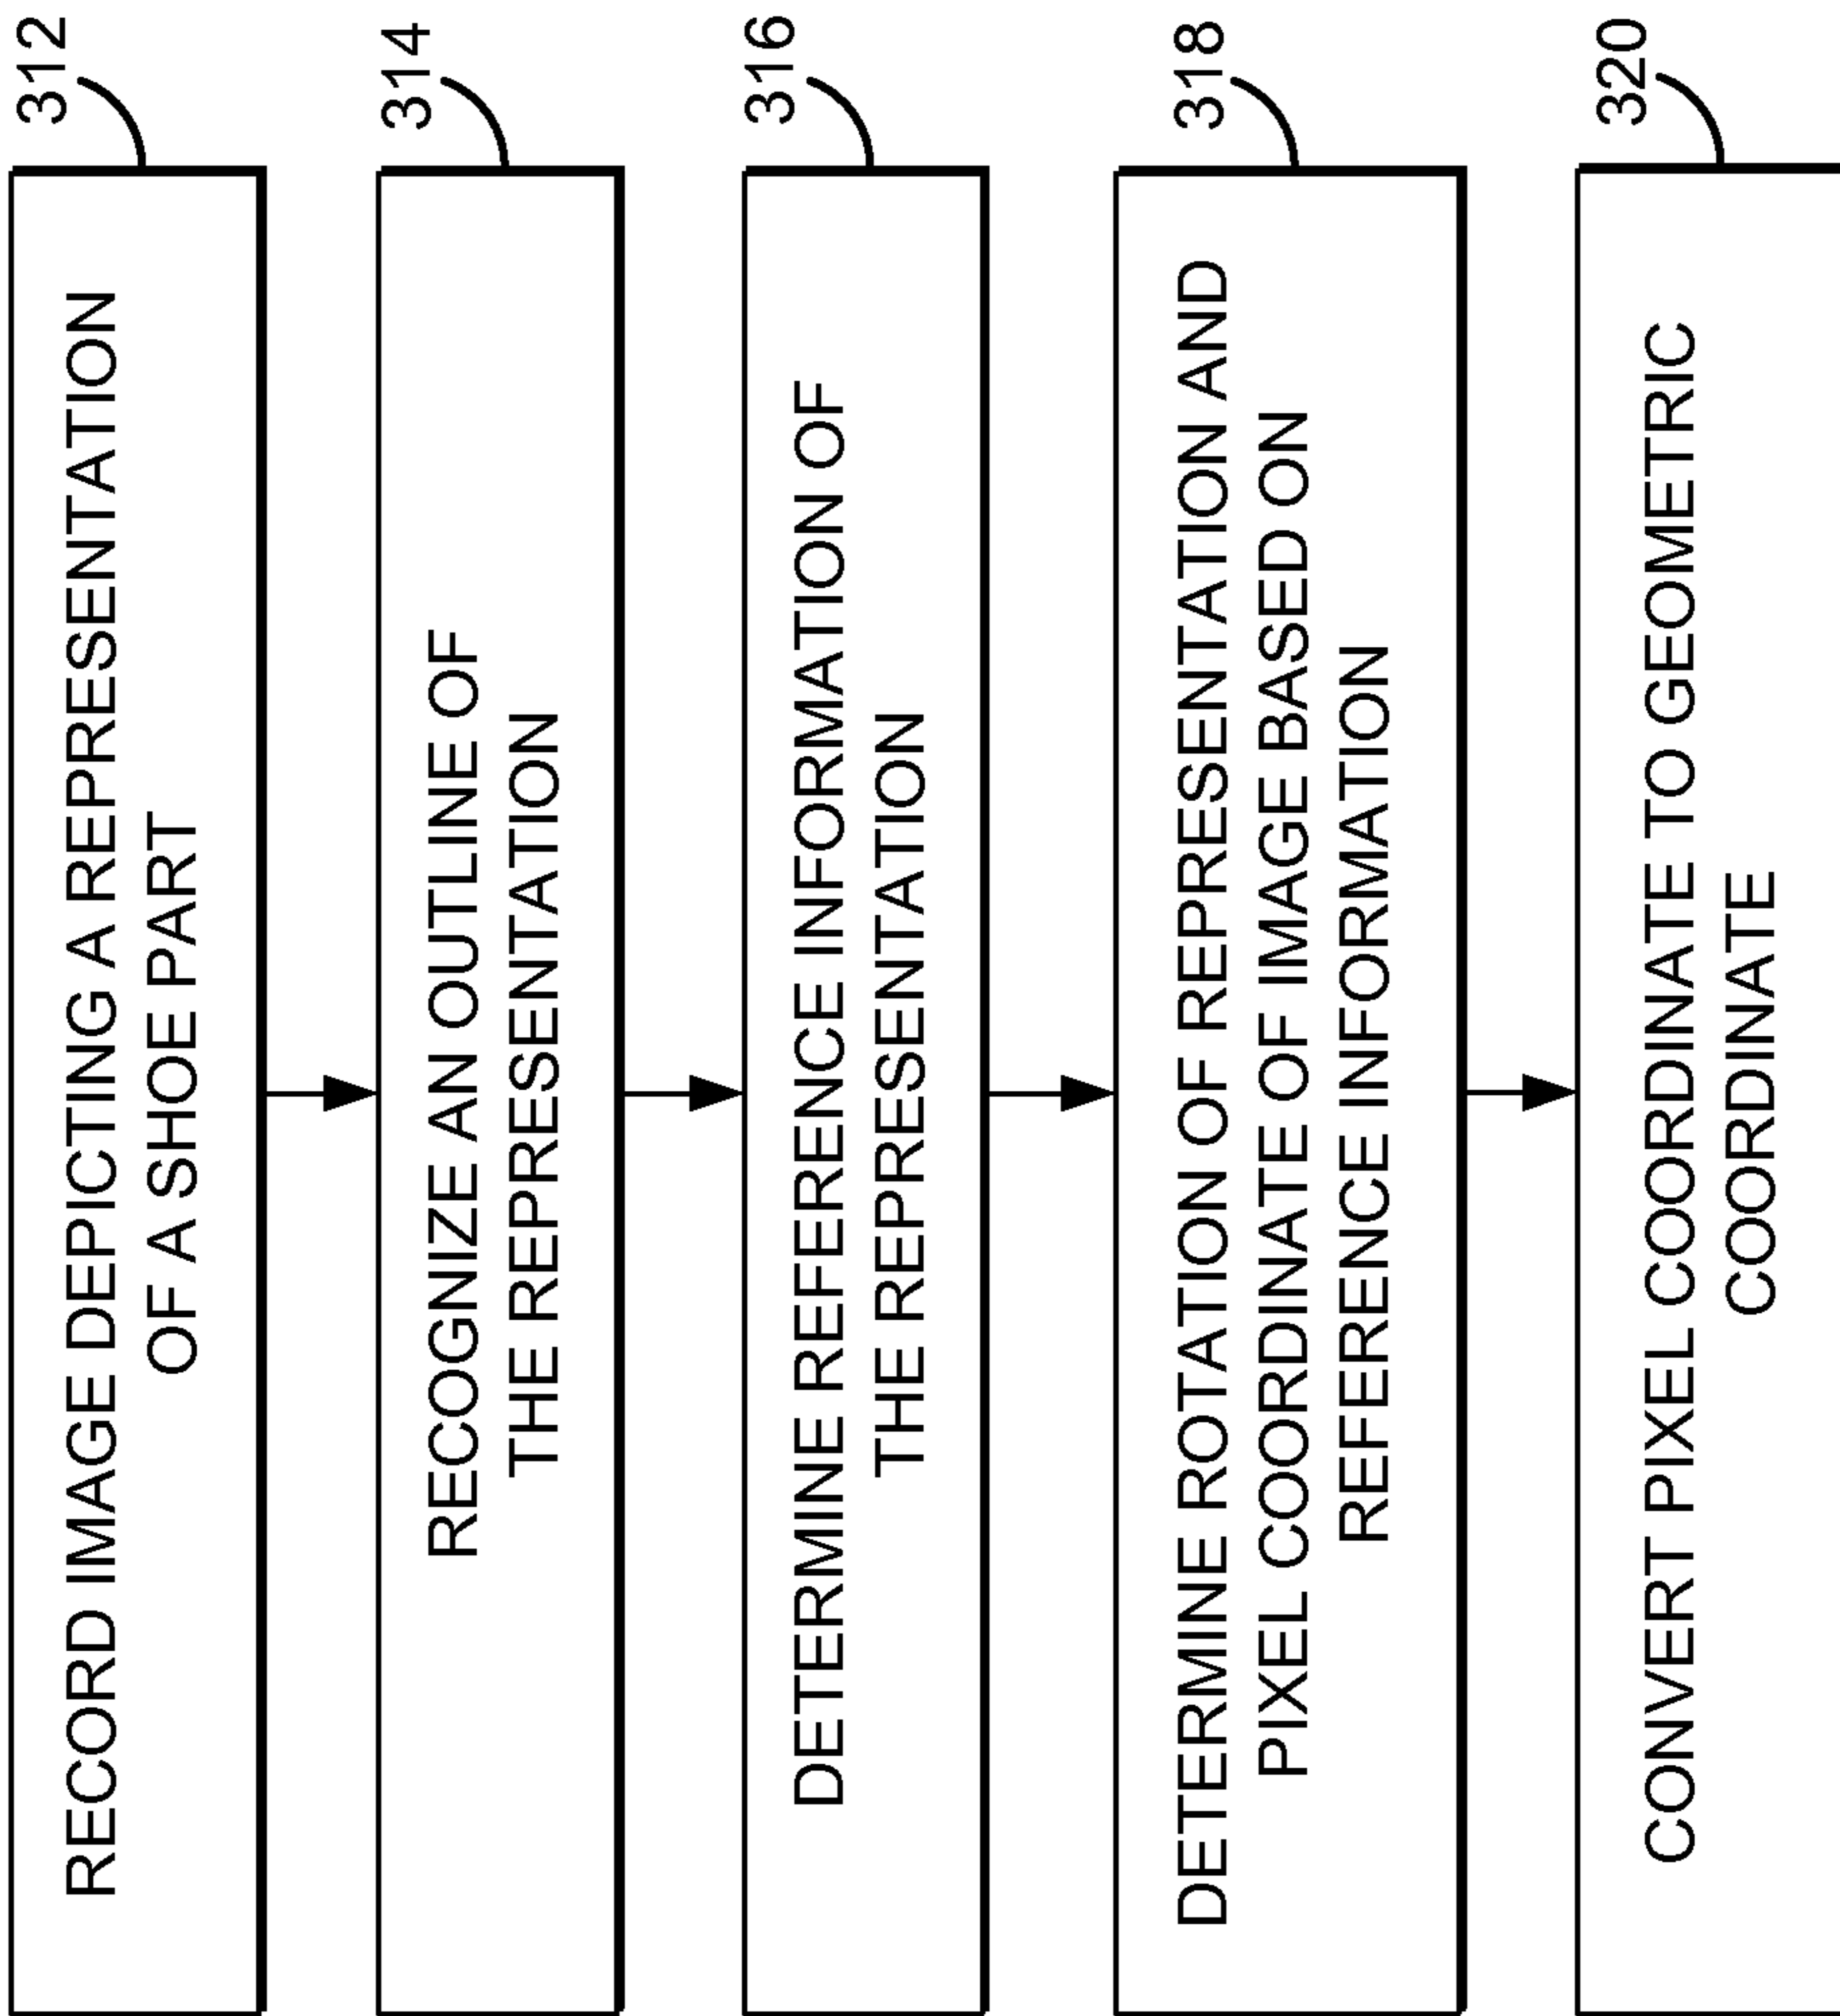 312
RECORD IMAGE DEPICTING A REPRESENTATION
OF A SHOE PART
314
RECOGNIZE AN OUTLINE OF
THE REPRESENTATION
316
DETERMINE REFERENCE INFORMATION OF
THE REPRESENTATION
318
DETERMINE ROTATION OF REPRESENTATION AND
PIXEL COORDINATE OF IMAGE BASED ON
REFERENCE INFORMATION
320
CONVERT PIXEL COORDINATE TO GEOMETRIC
COORDINATE